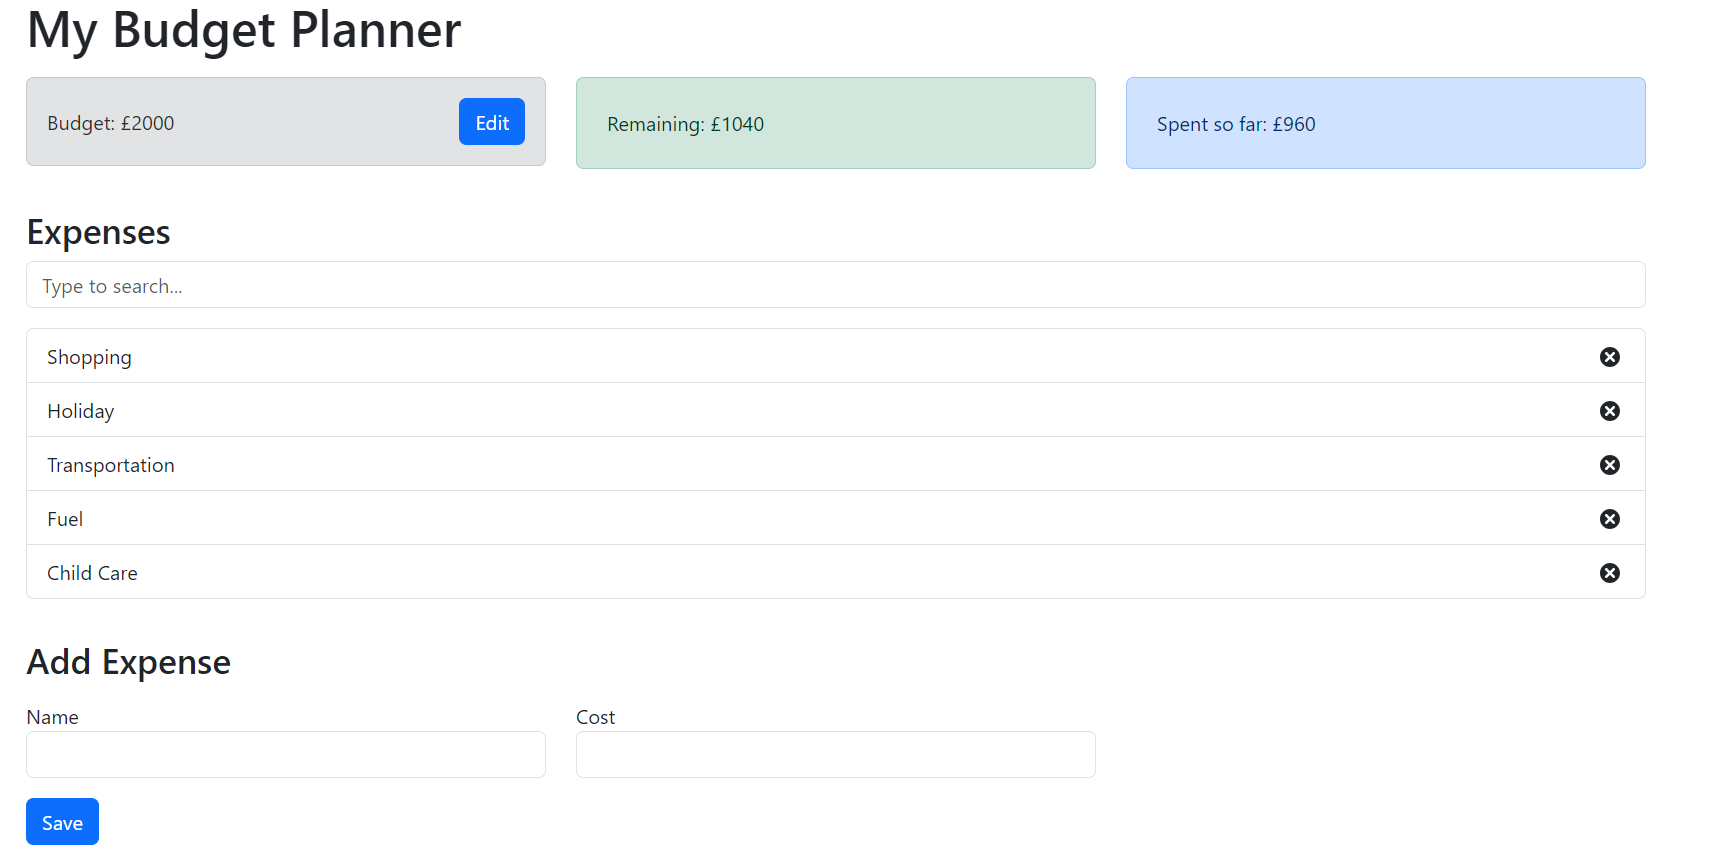 My Budget Planner
Budget: £2000
Edit
Remaining: £1040
Spent so far: £960
Expenses
Type to search...
Shopping
Holiday
Transportation
Fuel
Child Care
Add Expense
Name
Cost
Save